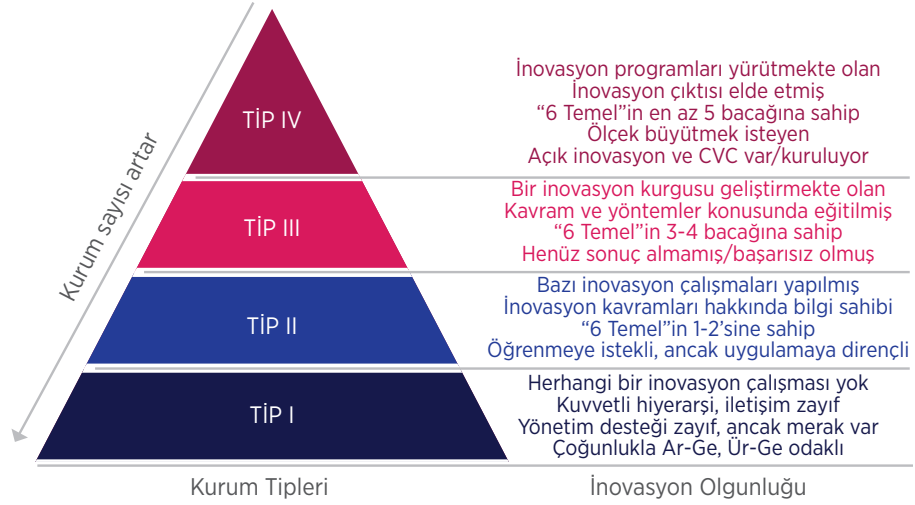 Kurum sayısı artar
TİP IV
İnovasyon programları yürütmekte olan
İnovasyon çıktısı elde etmiş
“6 Temel”in en az 5 bacağına sahip
Ölçek büyütmek isteyen
Açık inovasyon ve CVC var/kuruluyor
TİP III
Bir inovasyon kurgusu geliştirmekte olan
Kavram ve yöntemler konusunda eğitilmiş
“6 Temel”in 3-4 bacağına sahip
Henüz sonuç almamış/başarısız olmuş
TİP II
Bazı inovasyon çalışmaları yapılmış
İnovasyon kavramları hakkında bilgi sahibi
“6 Temel”in 1-2’sine sahip
Öğrenmeye istekli, ancak uygulamaya dirençli
TİP I
Herhangi bir inovasyon çalışması yok
Kuvvetli hiyerarşi, iletişim zayıf
Yönetim desteği zayıf, ancak merak var
Çoğunlukla Ar-Ge, Ür-Ge odaklı
Kurum Tipleri
İnovasyon Olgunluğu